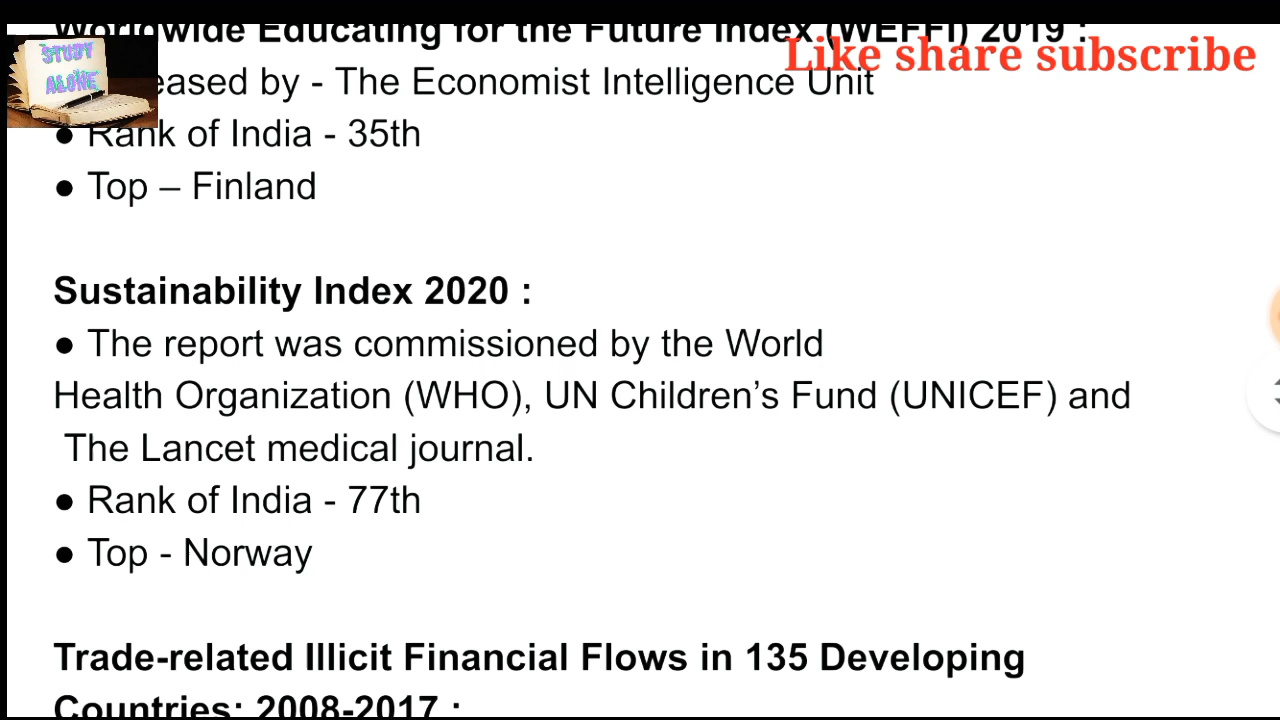 Worldwide Educating for the Future Index (WEFFI) 2019 :
Like share subscribe
STUDY
ALONE
eased by - The Economist Intelligence Unit
● Rank of India - 35th
● Top – Finland
Sustainability Index 2020 :
● The report was commissioned by the World
Health Organization (WHO), UN Children’s Fund (UNICEF) and
The Lancet medical journal.
● Rank of India - 77th
● Top - Norway
Trade-related Illicit Financial Flows in 135 Developing
Countries: 2008-2017 :